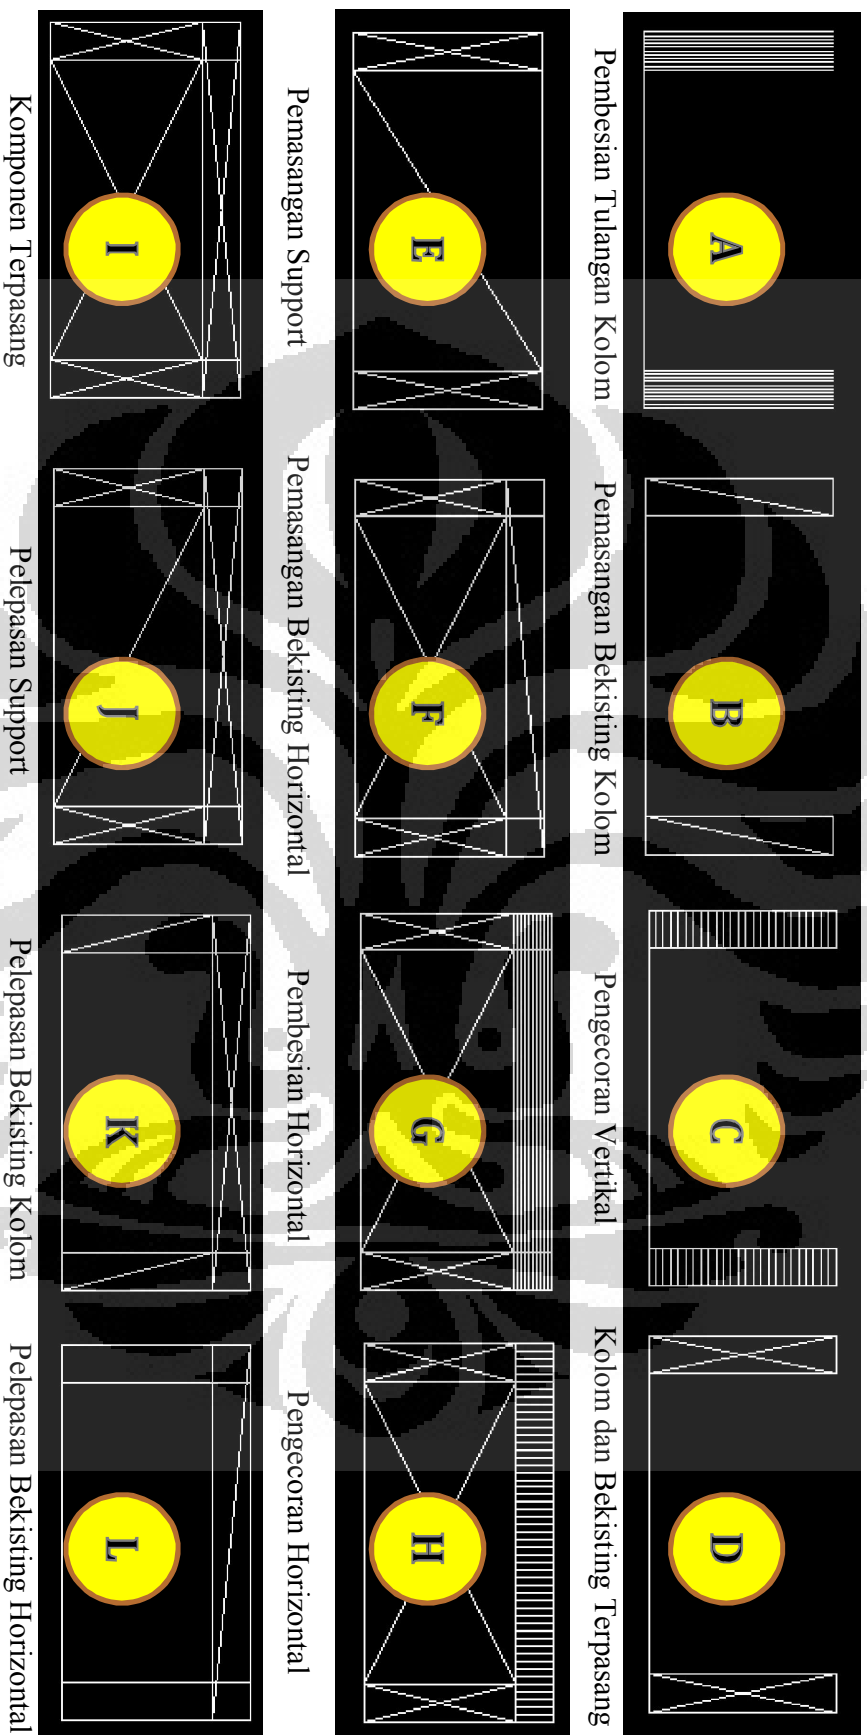 A
B
C
D
Pembesian Tulangan Kolom
Pemasangan Bekisting Kolom
Pengecoran Vertikal
Kolom dan Bekisting Terpasang
E
F
G
H
Pemasangan Support
Pemasangan Bekisting Horizontal
Pembesian Horizontal
Pengecoran Horizontal
I
J
K
L
Komponen Terpasang
Pelepasan Support
Pelepasan Bekisting Kolom
Pelepasan Bekisting Horizontal